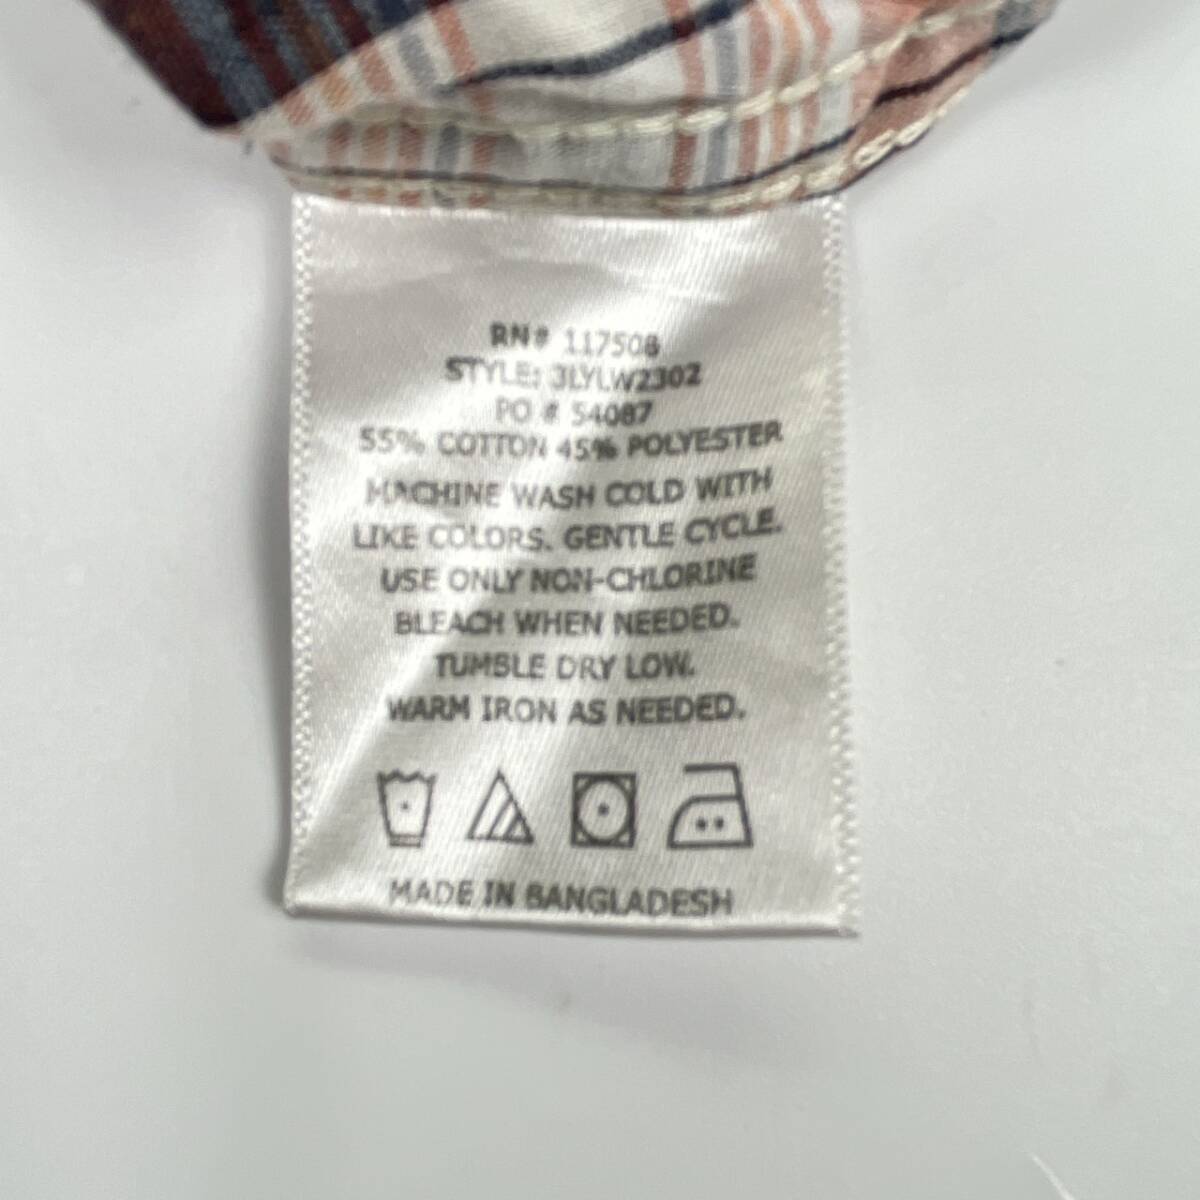 RN# 117508
STYLE: 3LYLW2302
PO # 54087
55% COTTON 45% POLYESTER
MACHINE WASH COLD WITH
LIKE COLORS. GENTLE CYCLE.
USE ONLY NON-CHLORINE
BLEACH WHEN NEEDED.
TUMBLE DRY LOW.
WARM IRON AS NEEDED.
MADE IN BANGLADESH